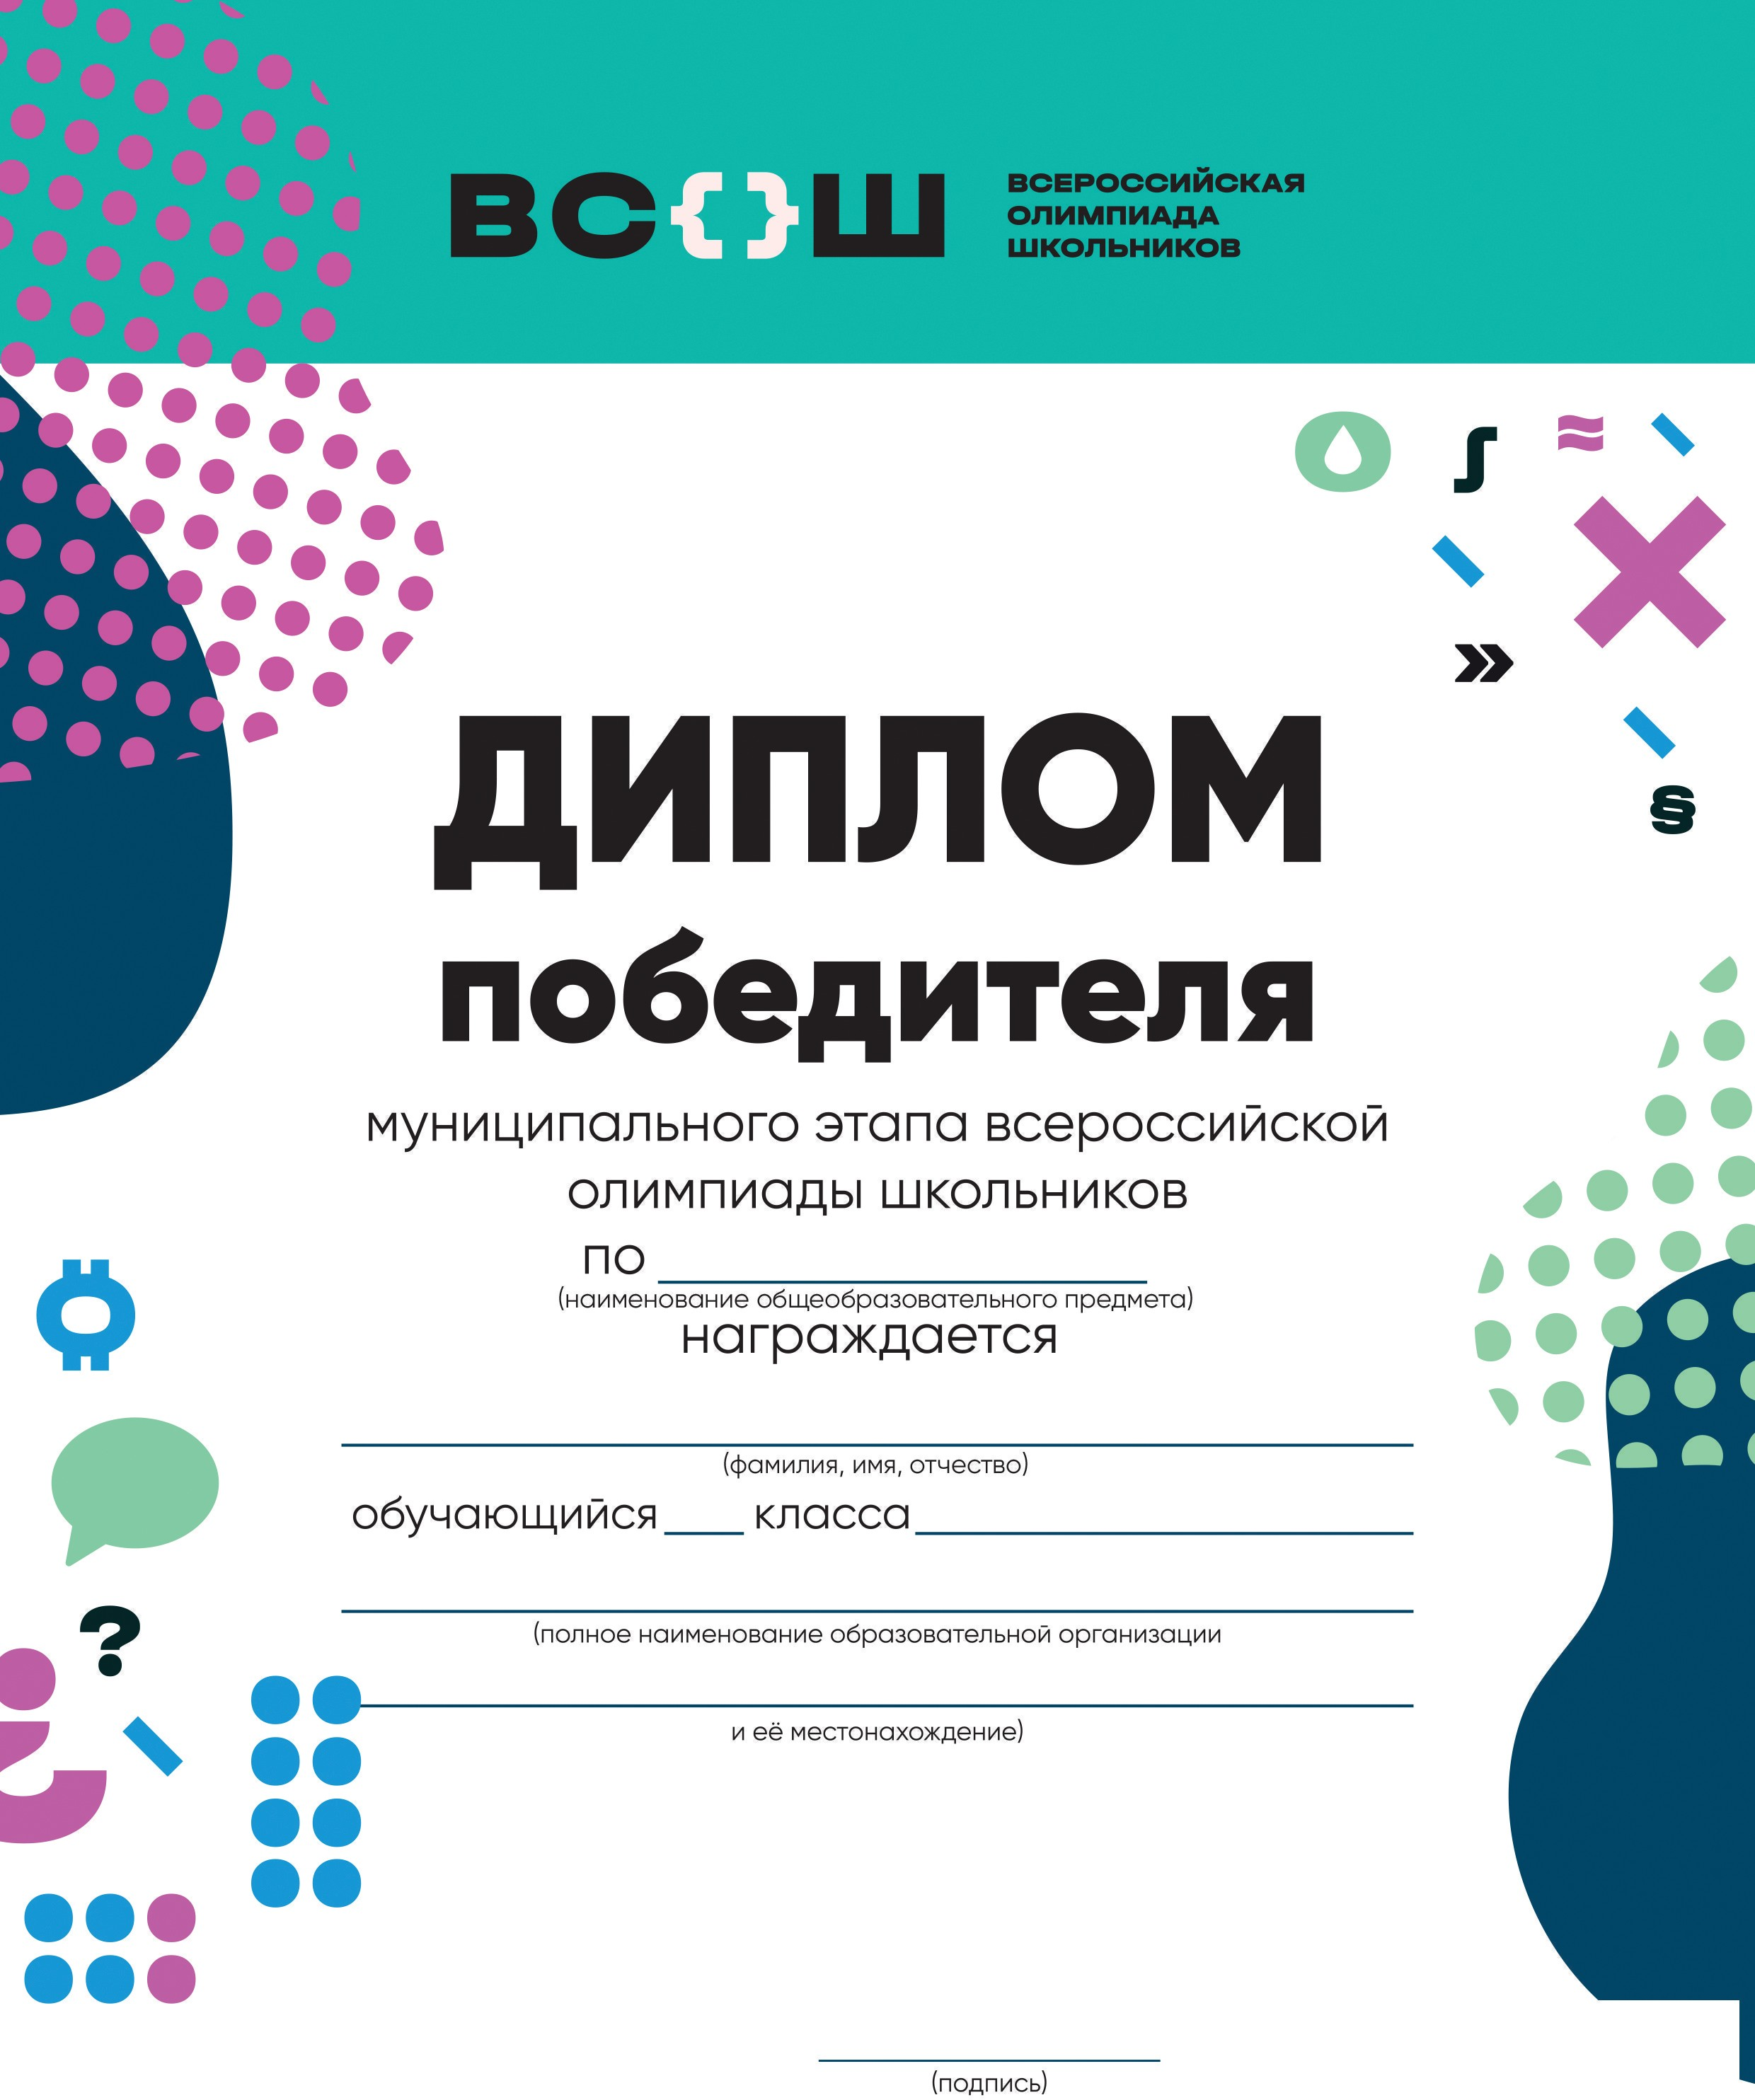 ВС{}Ш
ВСЕРОССИЙСКАЯ
ОЛИМПИАДА
ШКОЛЬНИКОВ
ДИПЛОМ
победителя
муниципального этапа всероссийской
олимпиады школьников
по
(наименование общеобразовательного предмета)
награждается
(фамилия, имя, отчество)
обучающийся ____ класса
(полное наименование образовательной организации
и её местонахождение)
(подпись)